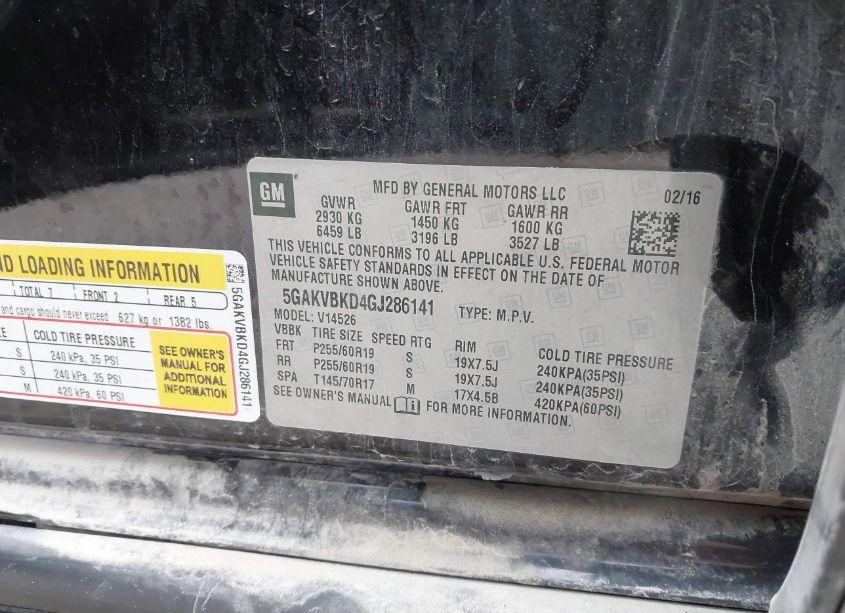 GM
MFD BY GENERAL MOTORS LLC
02/16
GVWR GAWR FRT GAWR RR
2930 KG 1450 KG 1600 KG
6459 LB 3196 LB 3527 LB
THIS VEHICLE CONFORMS TO ALL APPLICABLE U.S. FEDERAL MOTOR
VEHICLE SAFETY STANDARDS IN EFFECT ON THE DATE OF
MANUFACTURE SHOWN ABOVE.
5GAKVBKD4GJ286141 TYPE: M.P.V.
MODEL: V14526
VBBK TIRE SIZE SPEED RTG RIM COLD TIRE PRESSURE
FRT P255/60R19 S 19X7.5J 240KPA(35PSI)
RR P255/60R19 S 19X7.5J 240KPA(35PSI)
SPA T145/70R17 M 17X4.5B 420KPA(60PSI)
SEE OWNER'S MANUAL FOR MORE INFORMATION.
ND LOADING INFORMATION
TOTAL 7 FRONT 2 REAR 5
and cargo should never exceed 627 kg or 1382 lbs.
COLD TIRE PRESSURE
S 240 kPa, 35 PSI
S 240 kPa, 35 PSI
M 420 kPa, 60 PSI
SEE OWNER'S
MANUAL FOR
ADDITIONAL
INFORMATION
5GAKVBKD4GJ286141